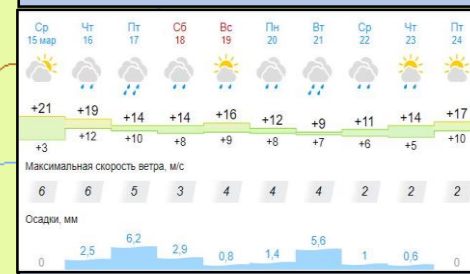 Ср Чт Пт Сб Вс Пн Вт Ср Чт Пт
15 мар 16 17 18 19 20 21 22 23 24
+21 +19 +14 +14 +16 +12 +9 +11 +14 +17
+3 +12 +10 +8 +9 +8 +7 +6 +5 +10
Максимальная скорость ветра, м/с
6 6 5 3 4 4 4 2 2 2
Осадки, мм
0 2,5 6,2 2,9 0,8 1,4 5,6 1 0,6 0